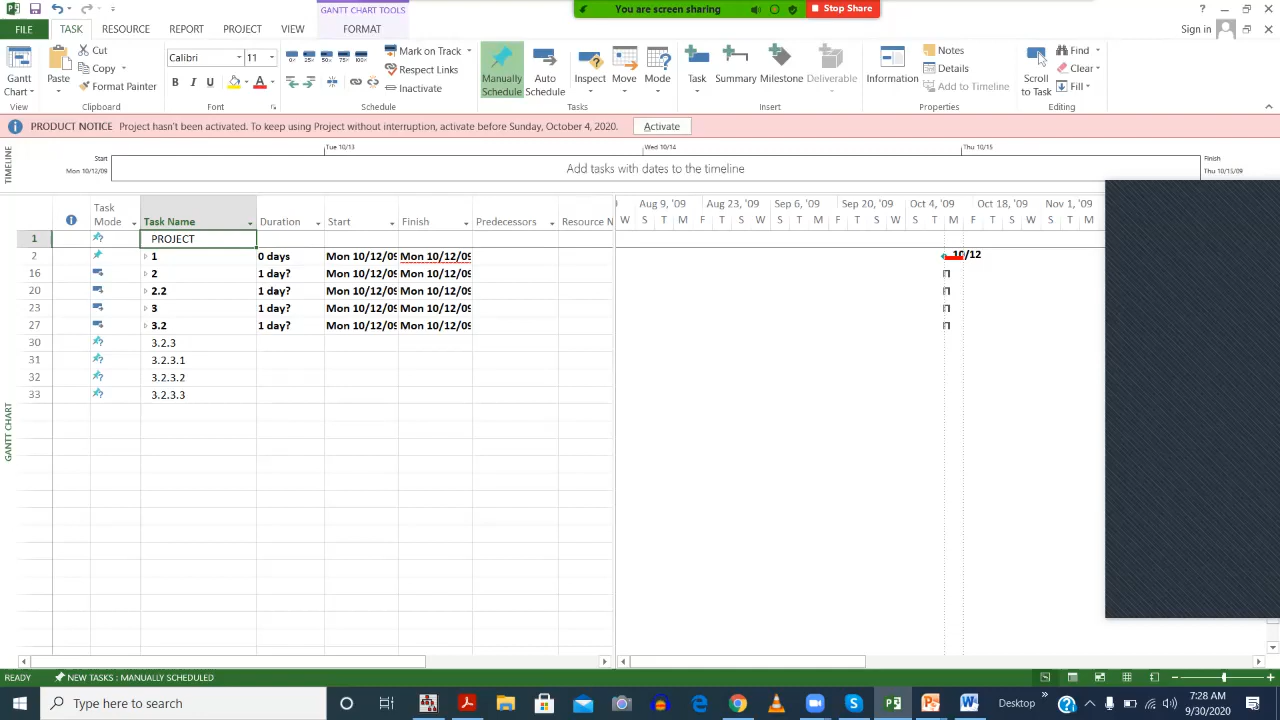 GANTT CHART TOOLS
You are screen sharing
Stop Share
?
FILE TASK RESOURCE REPORT PROJECT VIEW FORMAT
Sign in
Gantt Chart
View
Paste
Cut
Copy
Format Painter
Clipboard
Calibri 11
B I U A
Font
0% 25% 50% 75% 100%
Mark on Track
Respect Links
Inactivate
Schedule
Manually Schedule
Auto Schedule
Inspect
Move
Mode
Tasks
Task
Summary
Milestone
Deliverable
Insert
Information
Notes
Details
Add to Timeline
Properties
Scroll to Task
Find
Clear
Fill
Editing
PRODUCT NOTICE Project hasn't been activated. To keep using Project without interruption, activate before Sunday, October 4, 2020. Activate
TIMELINE
Tue 10/13 Wed 10/14 Thu 10/15
Start
Mon 10/12/09
Add tasks with dates to the timeline
Finish
Thu 10/15/09
Task Mode Task Name Duration Start Finish Predecessors Resource N
Aug 9, '09 Aug 23, '09 Sep 6, '09 Sep 20, '09 Oct 4, '09 Oct 18, '09 Nov 1, '09
W S T M F T W S T M F T W S T M F T W S T M
1 PROJECT
2 1 0 days Mon 10/12/09 Mon 10/12/09 10/12
16 2 1 day? Mon 10/12/09 Mon 10/12/09
20 2.2 1 day? Mon 10/12/09 Mon 10/12/09
23 3 1 day? Mon 10/12/09 Mon 10/12/09
27 3.2 1 day? Mon 10/12/09 Mon 10/12/09
30 3.2.3
31 3.2.3.1
32 3.2.3.2
33 3.2.3.3
GANTT CHART
READY NEW TASKS : MANUALLY SCHEDULED
Type here to search
Desktop
7:28 AM
9/30/2020